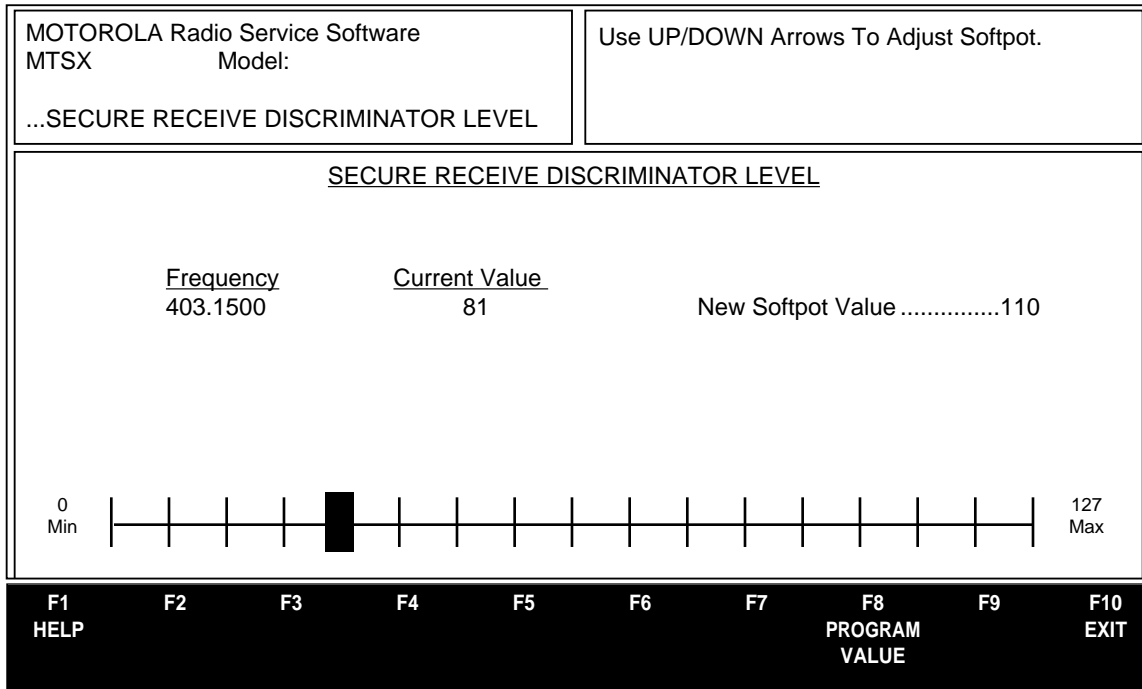 MOTOROLA Radio Service Software
MTSX Model:
...SECURE RECEIVE DISCRIMINATOR LEVEL
Use UP/DOWN Arrows To Adjust Softpot.
SECURE RECEIVE DISCRIMINATOR LEVEL
Frequency Current Value
403.1500 81 New Softpot Value ...............110
0 127
Min Max
F1 F2 F3 F4 F5 F6 F7 F8 F9 F10
HELP PROGRAM EXIT
VALUE